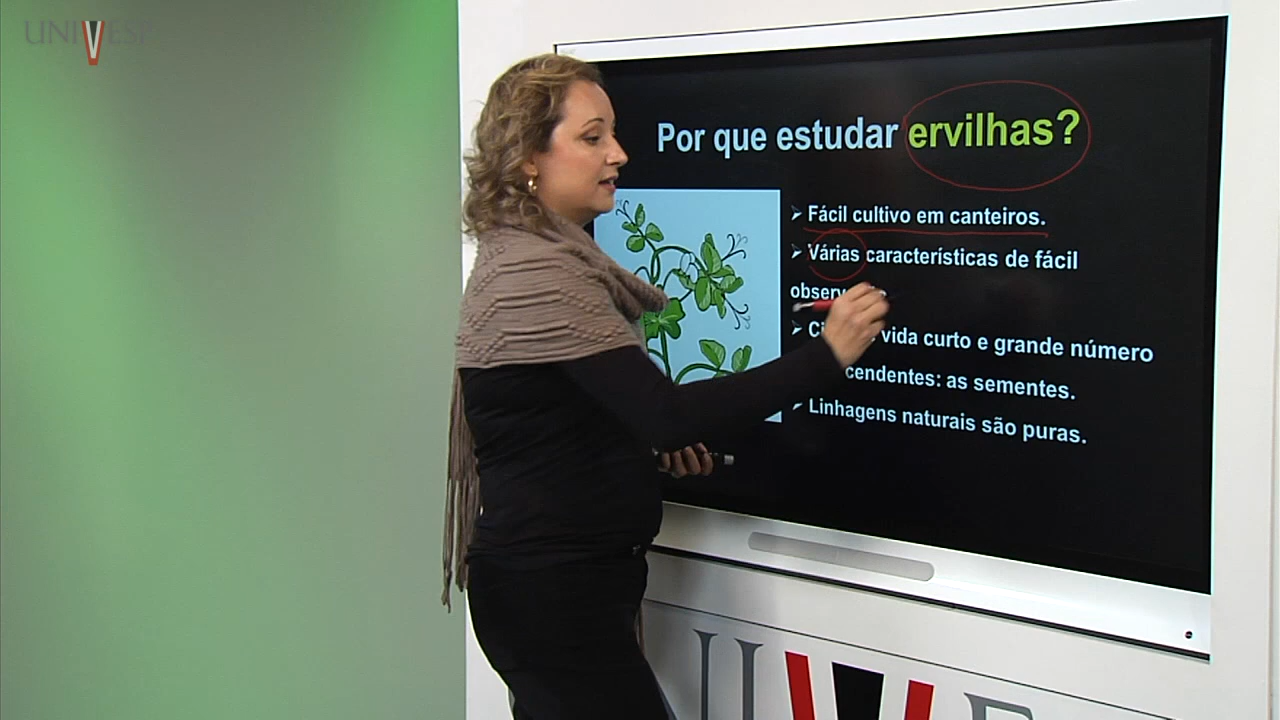 UNIVESP
Por que estudar ervilhas?
➢ Fácil cultivo em canteiros.
➢ Várias características de fácil
➢ vida curto e grande número
cendentes: as sementes.
➢ Linhagens naturais são puras.
UNIVE